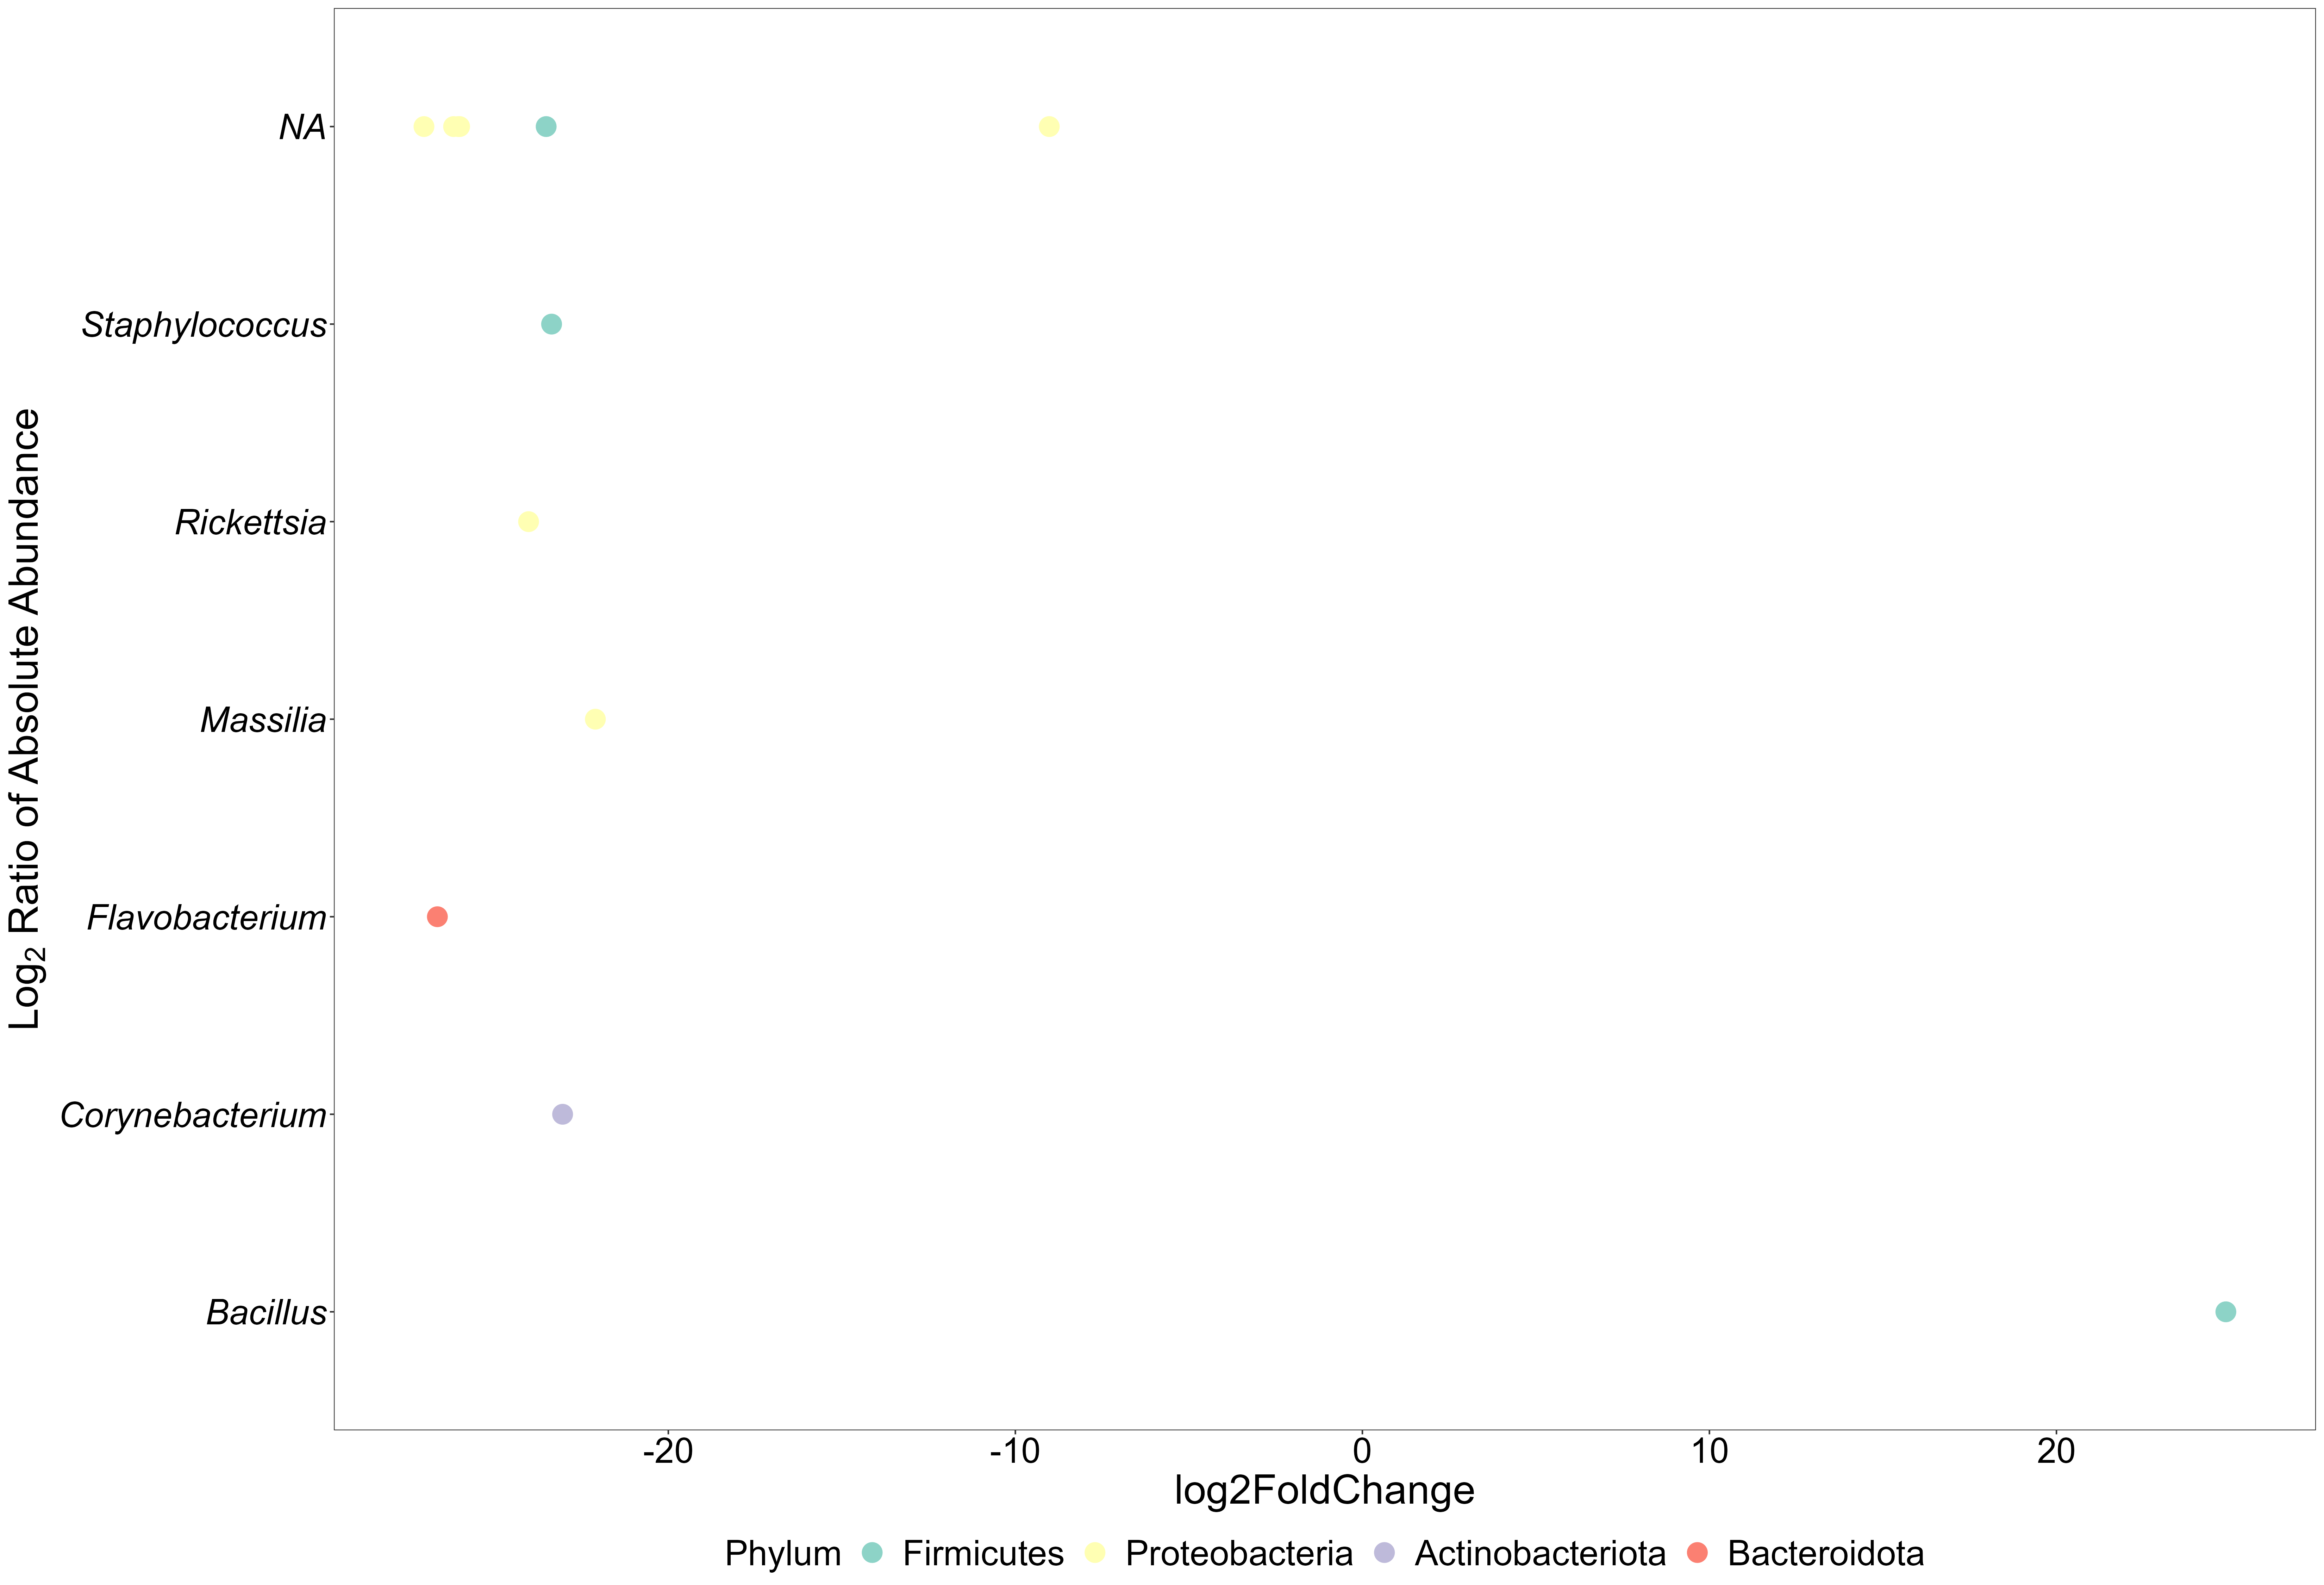 Log2 Ratio of Absolute Abundance
NA
Staphylococcus
Rickettsia
Massilia
Flavobacterium
Corynebacterium
Bacillus
-20 -10 0 10 20
log2FoldChange
Phylum Firmicutes Proteobacteria Actinobacteriota Bacteroidota